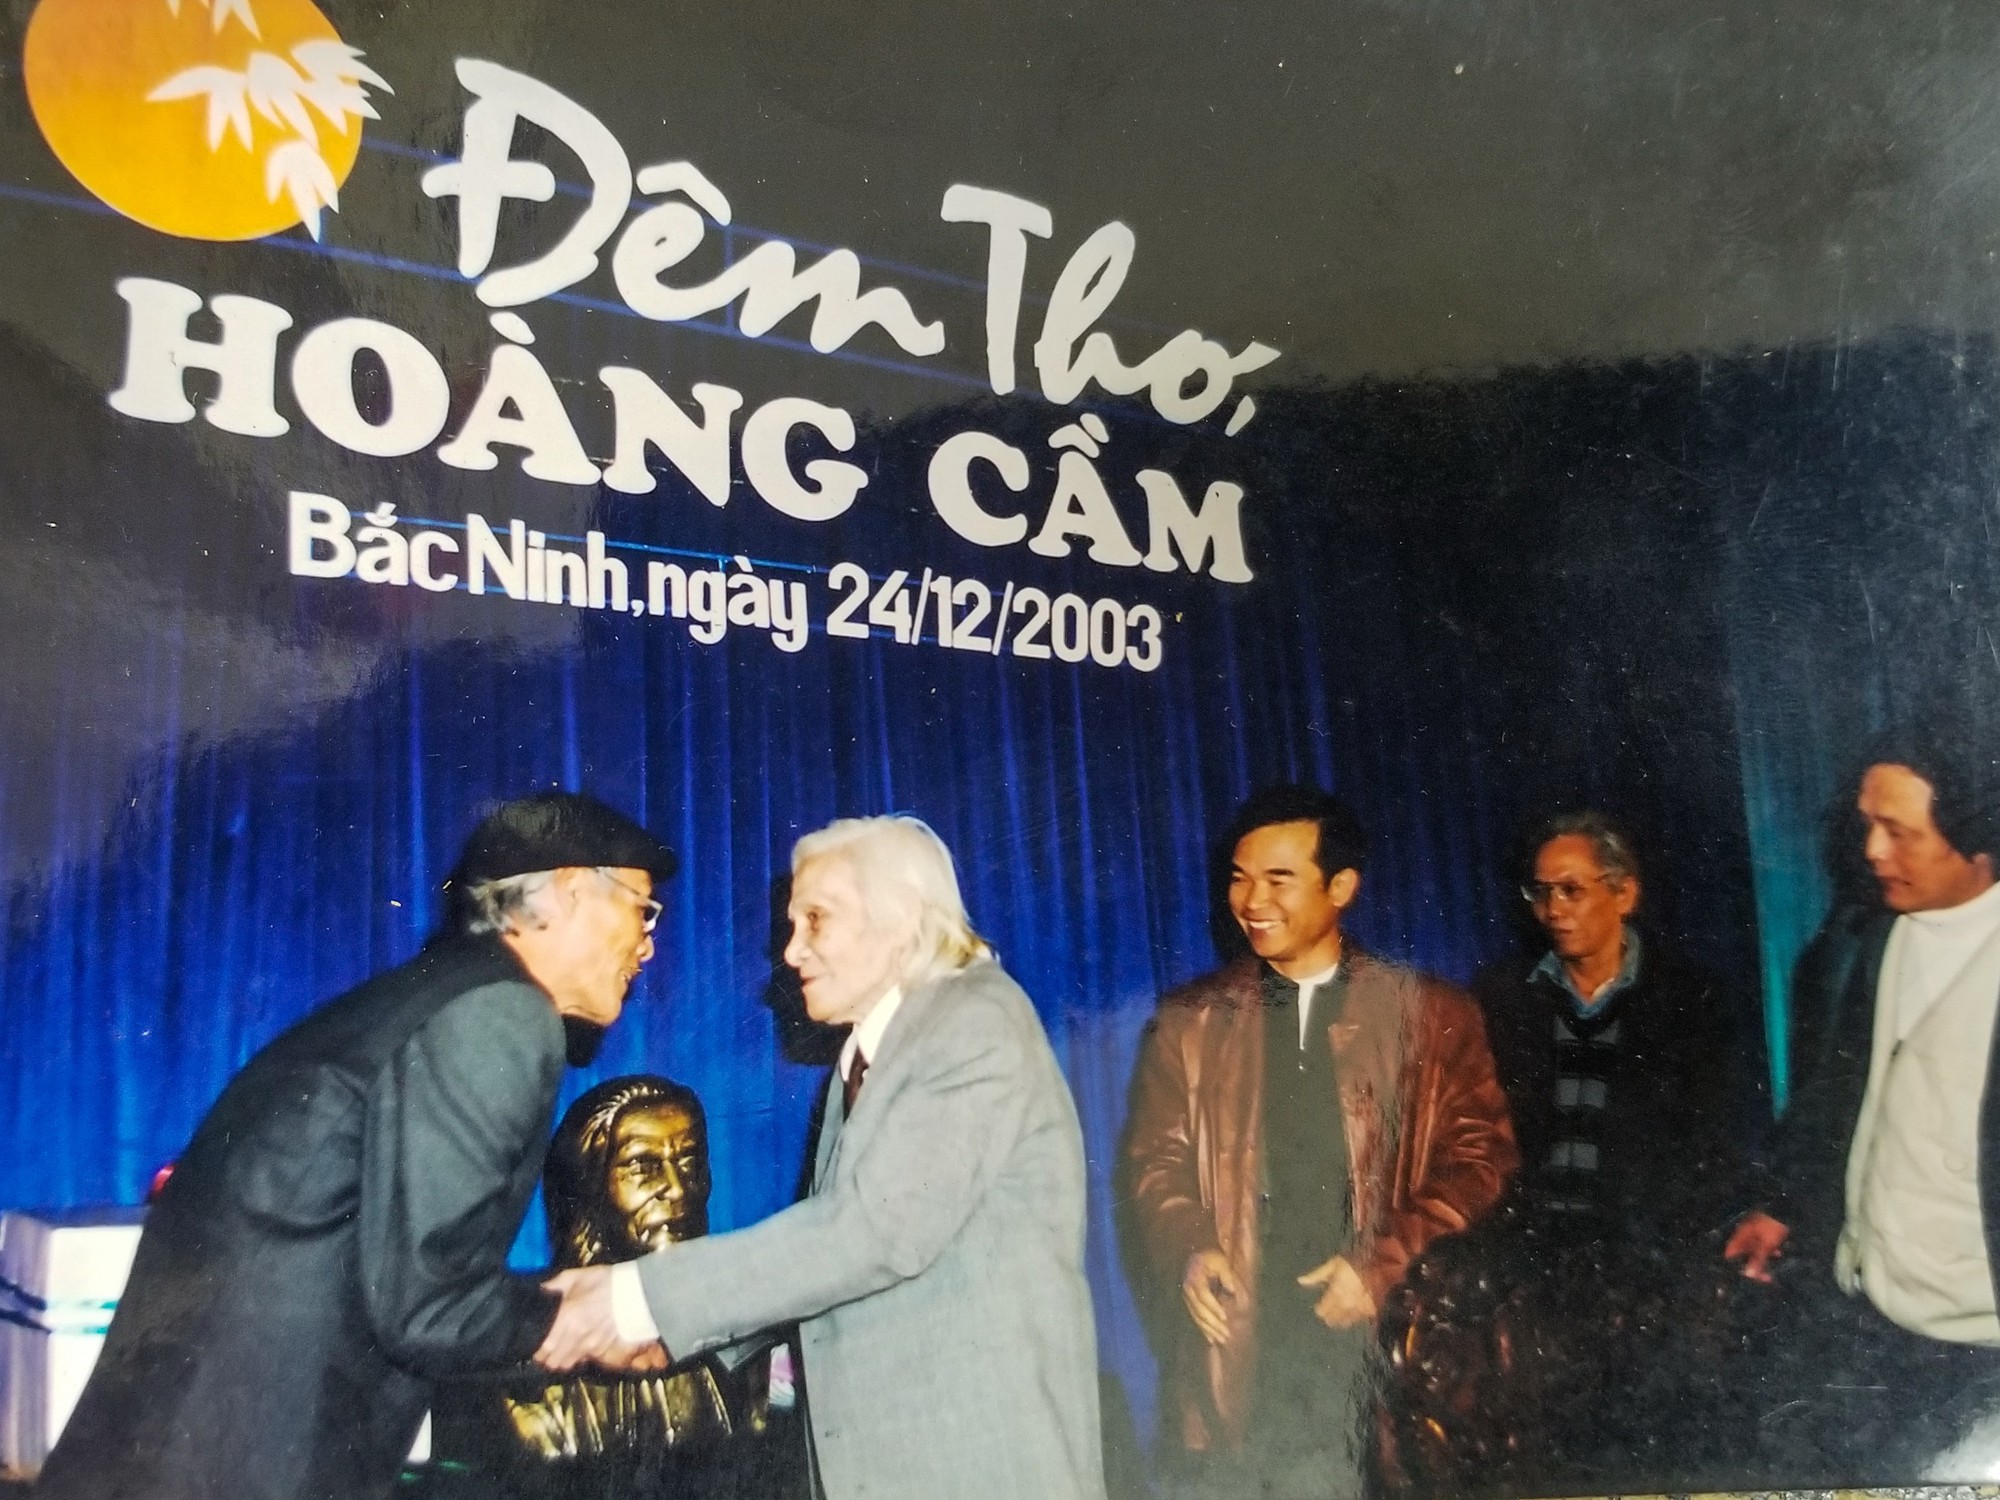 Đêm Thơ,
HOÀNG CẦM
Bắc Ninh, ngày 24/12/2003